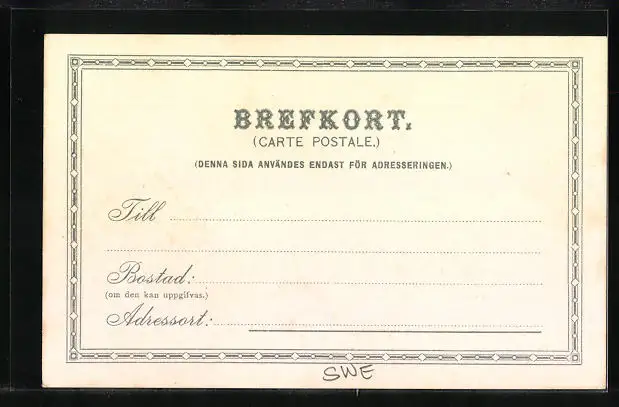 BREFKORT.
(CARTE POSTALE.)
(DENNA SIDA ANVÄNDES ENDAST FÖR ADRESSERINGEN.)
Till
Bostad:
(om den kan uppgifvas.)
Adressort:
SWE